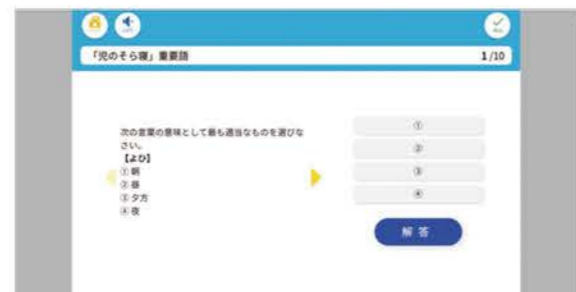 「児のそら寝」重要語
1/10
次の言葉の意味として最も適当なものを選びな
さい。
【よひ】
①朝
②昼
③夕方
④夜
①
②
③
④
解答